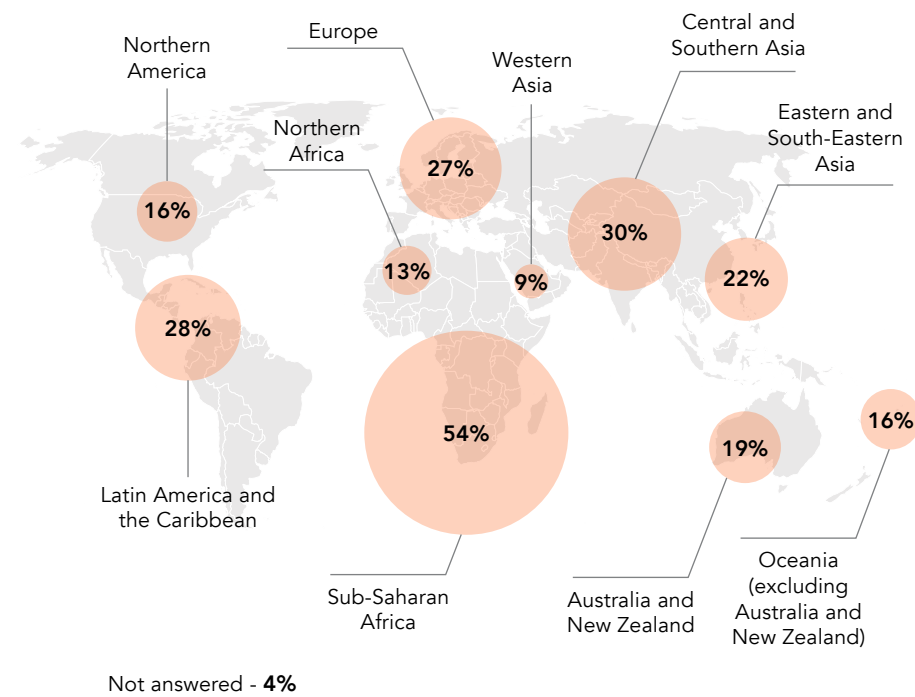 Northern
America
16%
Europe
27%
Western
Asia
9%
Central and
Southern Asia
30%
Eastern and
South-Eastern
Asia
22%
Northern
Africa
13%
28%
Latin America and
the Caribbean
54%
Sub-Saharan
Africa
19%
Australia and
New Zealand
16%
Oceania
(excluding
Australia and
New Zealand)
Not answered - 4%